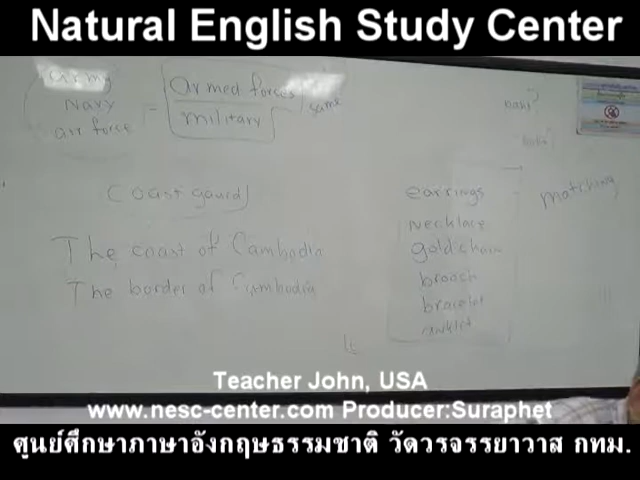 Natural English Study Center
army
navy
air force
=
armed forces
military
same
coast gaurd
The coast of Cambodia
The border of Cambodia
earrings
necklace
gold chain
brooch
bracelet
anklet
matching
Teacher John, USA
www.nesc-center.com Producer:Suraphet
ศูนย์ศึกษาภาษาอังกฤษธรรมชาติ วัดวรจรรยาวาส กทม.